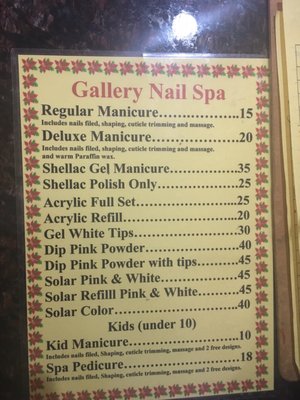 Gallery Nail Spa
Regular Manicure....................15
Includes nails filed, shaping, cuticle trimming and massage.
Deluxe Manicure....................20
Includes nails filed, shaping, cuticle trimming and massage.
and warm Paraffin wax.
Shellac Gel Manicure..............35
Shellac Polish Only................25
Acrylic Full Set.......................25
Acrylic Refill..........................20
Gel White Tips.......................30
Dip Pink Powder....................40
Dip Pink Powder with tips......45
Solar Pink & White.................45
Solar Refilll Pink & White......45
Solar Color............................40
Kids (under 10)
Kid Manicure.........................10
Includes nails filed, Shaping, cuticle trimming, massage and 2 free designs.
Spa Pedicure..........................18
Includes nails filed, Shaping, cuticle trimming, massage and 2 free designs.